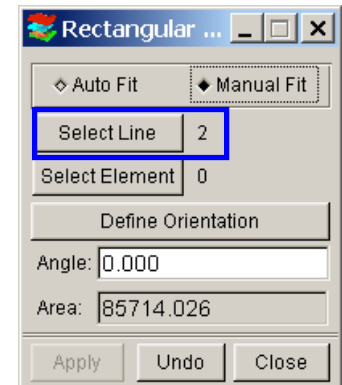 Rectangular ...
Auto Fit Manual Fit
Select Line 2
Select Element 0
Define Orientation
Angle: 0.000
Area: 85714.026
Apply Undo Close